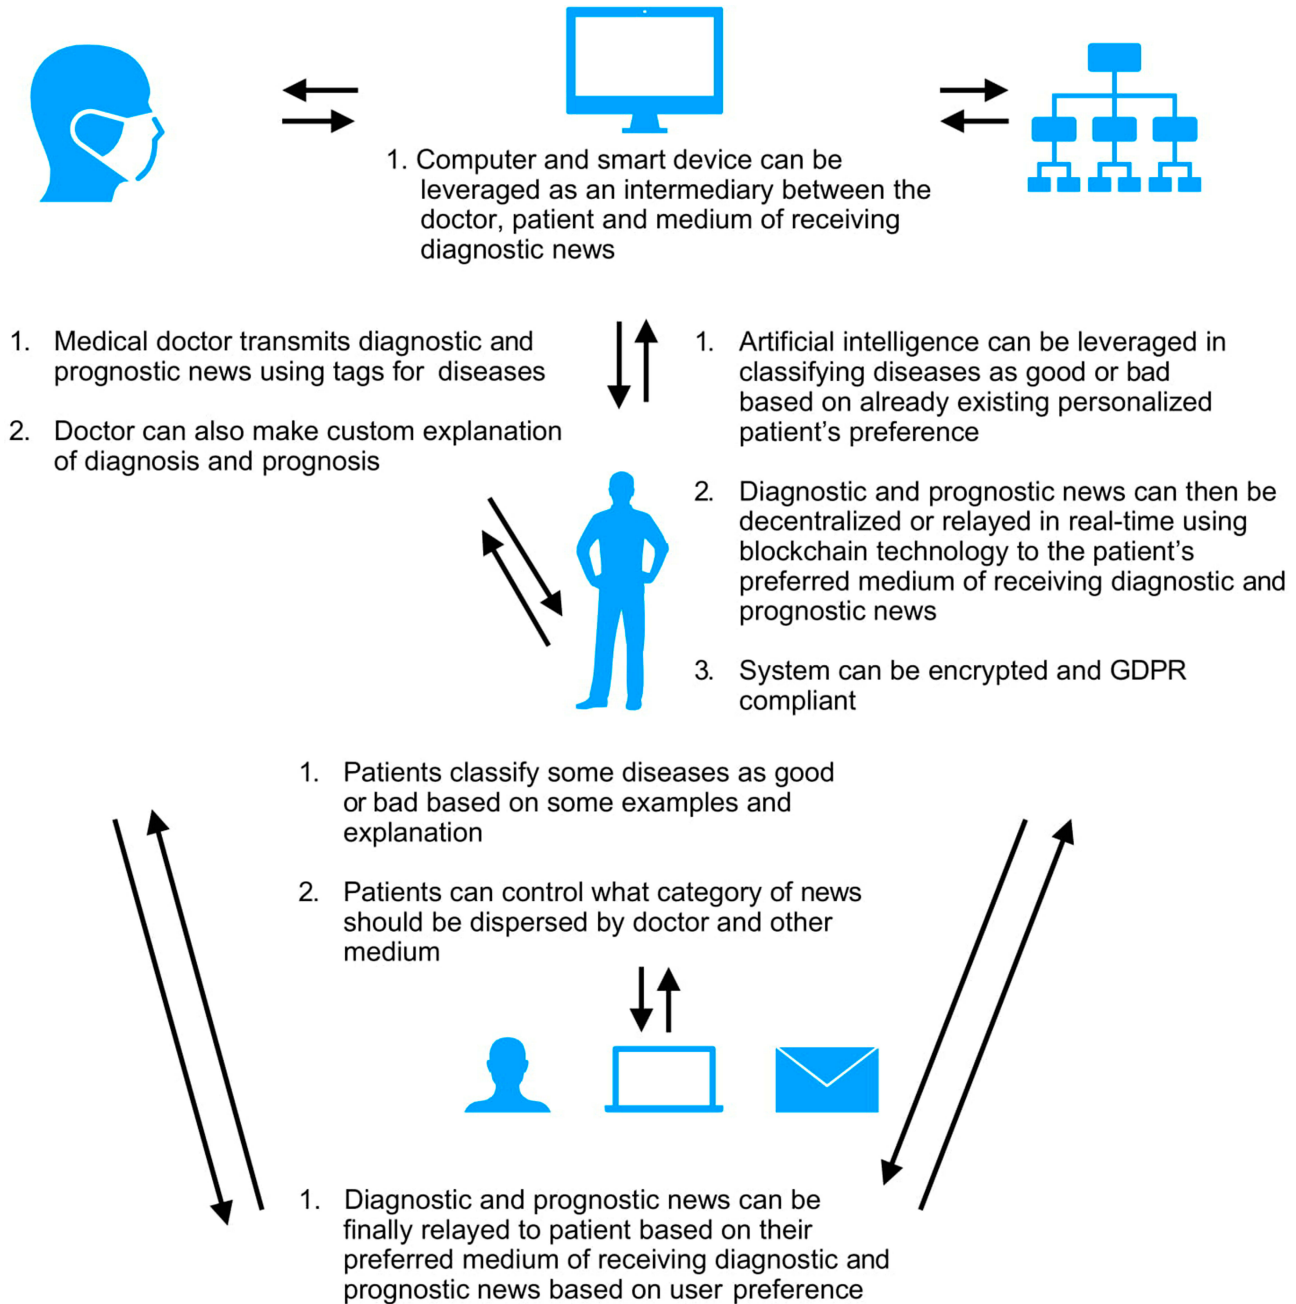 1. Computer and smart device can be
leveraged as an intermediary between the
doctor, patient and medium of receiving
diagnostic news
1. Medical doctor transmits diagnostic and
prognostic news using tags for diseases
2. Doctor can also make custom explanation
of diagnosis and prognosis
1. Artificial intelligence can be leveraged in
classifying diseases as good or bad
based on already existing personalized
patient’s preference
2. Diagnostic and prognostic news can then be
decentralized or relayed in real-time using
blockchain technology to the patient’s
preferred medium of receiving diagnostic and
prognostic news
3. System can be encrypted and GDPR
compliant
1. Patients classify some diseases as good
or bad based on some examples and
explanation
2. Patients can control what category of news
should be dispersed by doctor and other
medium
1. Diagnostic and prognostic news can be
finally relayed to patient based on their
preferred medium of receiving diagnostic and
prognostic news based on user preference